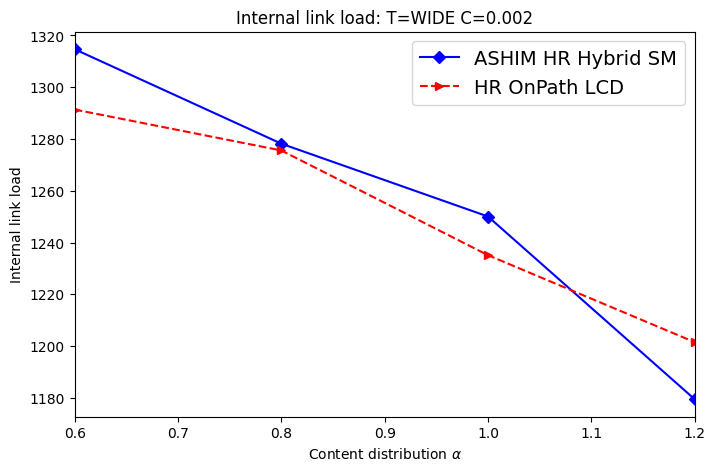 Internal link load: T=WIDE C=0.002
ASHIM HR Hybrid SM
HR OnPath LCD
Internal link load
1320
1300
1280
1260
1240
1220
1200
1180
0.6 0.7 0.8 0.9 1.0 1.1 1.2
Content distribution α